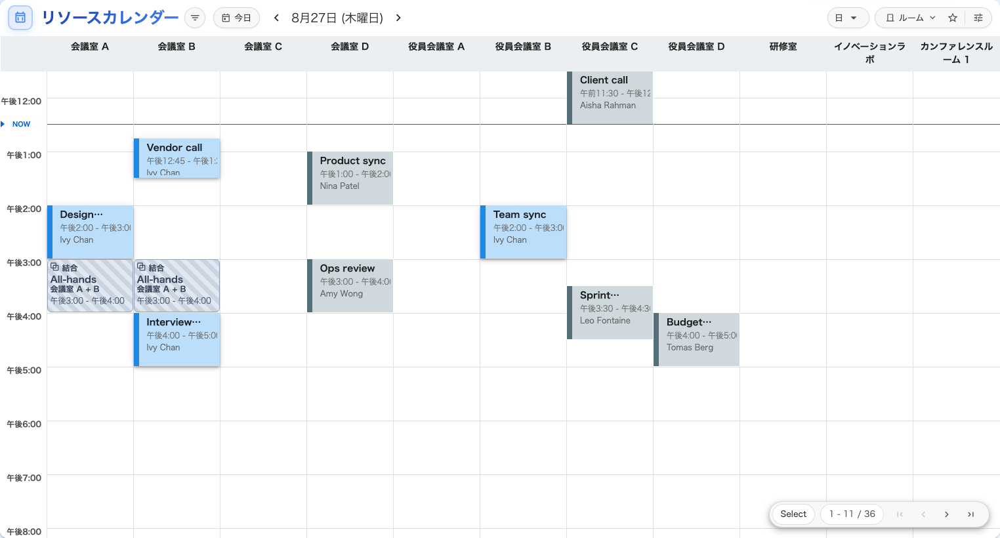 リソースカレンダー
今日
8月27日 (木曜日)
日
ルーム
会議室 A
会議室 B
会議室 C
会議室 D
役員会議室 A
役員会議室 B
役員会議室 C
役員会議室 D
研修室
イノベーションラ
ボ
カンファレンスル
ーム 1
Client call
午前11:30 - 午後12
Aisha Rahman
午後12:00
NOW
Vendor call
午後12:45 - 午後1:
Ivy Chan
午後1:00
Product sync
午後1:00 - 午後2:00
Nina Patel
午後2:00
Design…
午後2:00 - 午後3:00
Ivy Chan
Team sync
午後2:00 - 午後3:00
Ivy Chan
午後3:00
結合
All-hands
会議室 A + B
午後3:00 - 午後4:00
結合
All-hands
会議室 A + B
午後3:00 - 午後4:00
Ops review
午後3:00 - 午後4:00
Amy Wong
Sprint…
午後3:30 - 午後4:30
Leo Fontaine
午後4:00
Interview…
午後4:00 - 午後5:00
Ivy Chan
Budget…
午後4:00 - 午後5:00
Tomas Berg
午後5:00
午後6:00
午後7:00
午後8:00
Select
1 - 11 / 36